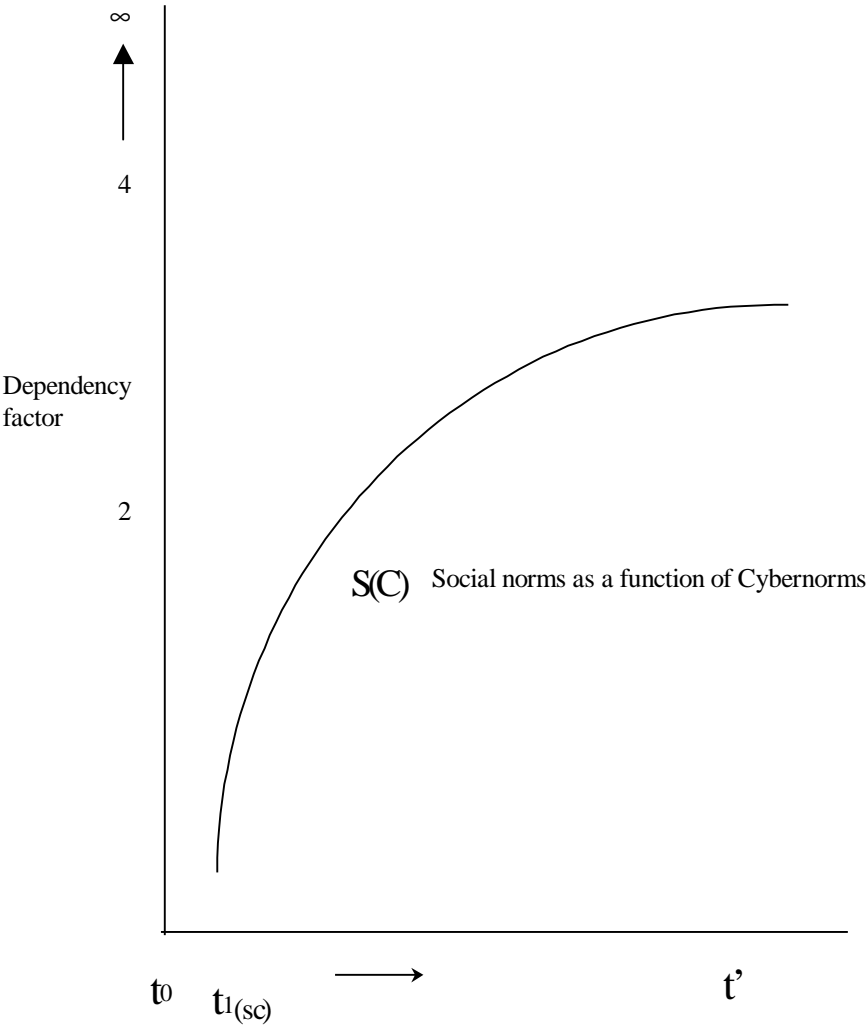 ∞
4
Dependency
factor
2
S(C) Social norms as a function of Cybernorms
t0 t1(sc) t’